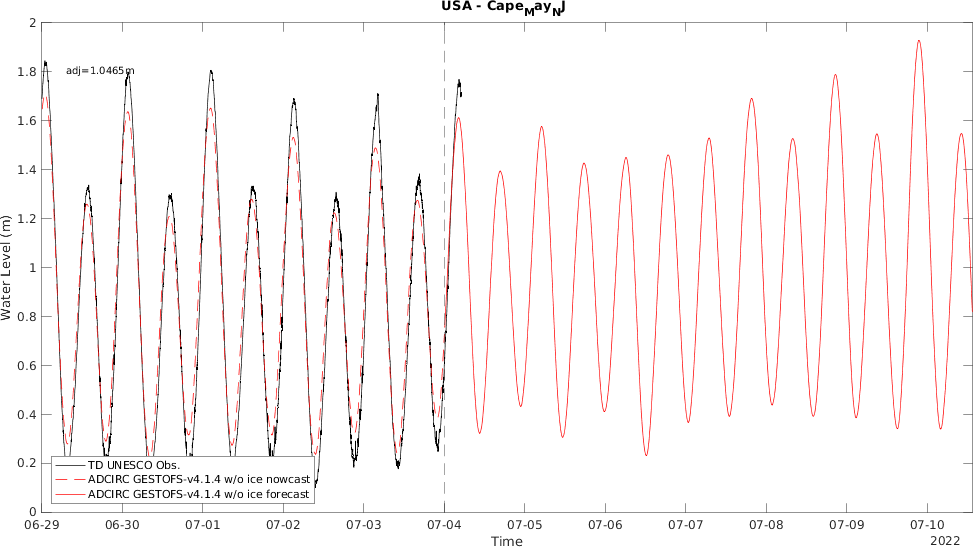 USA - CapeMayNJ
adj=1.0465m
Water Level (m)
2
1.8
1.6
1.4
1.2
1
0.8
0.6
0.4
0.2
0
TD UNESCO Obs.
ADCIRC GESTOFS-v4.1.4 w/o ice nowcast
ADCIRC GESTOFS-v4.1.4 w/o ice forecast
06-29 06-30 07-01 07-02 07-03 07-04 07-05 07-06 07-07 07-08 07-09 07-10
Time
2022